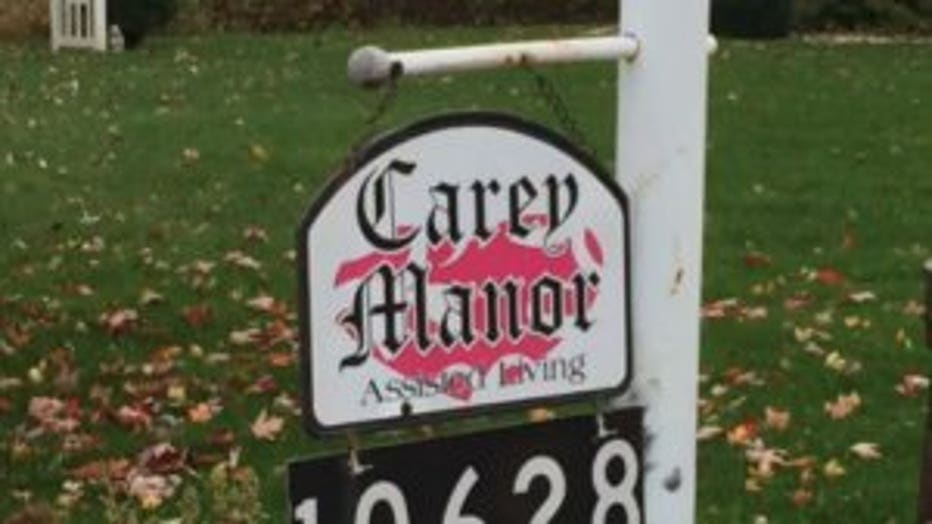 Carey
Manor
Assisted Living
10628